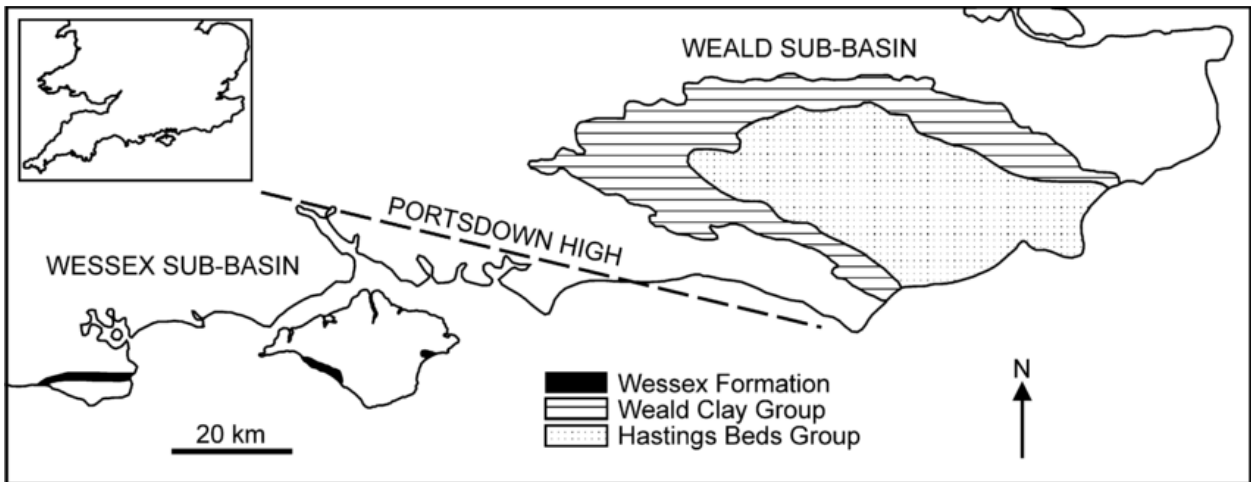 WEALD SUB-BASIN
PORTSDOWN HIGH
WESSEX SUB-BASIN
Wessex Formation
Weald Clay Group
Hastings Beds Group
20 km
N